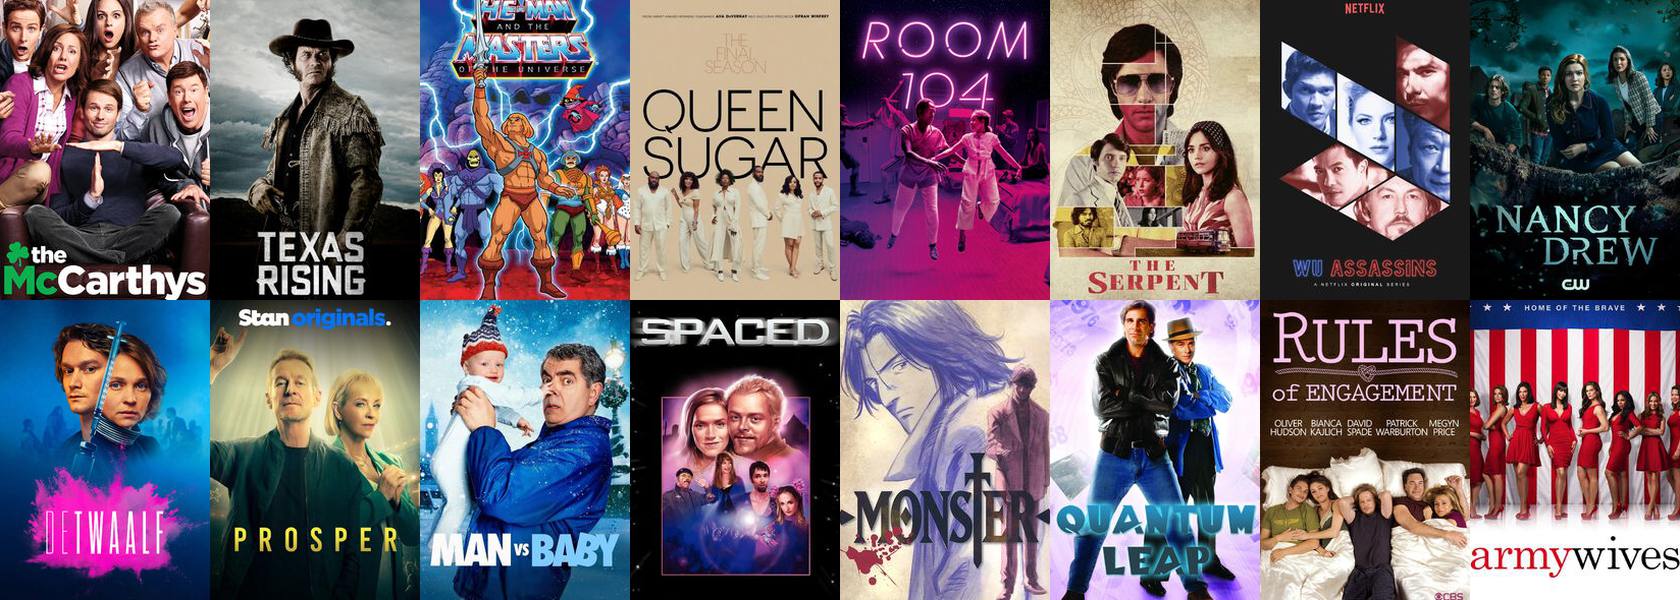 the
McCarthys
TEXAS
RISING
HE-MAN
AND THE
MASTERS
OF THE UNIVERSE
THE
FINAL
SEASON
QUEEN
SUGAR
ROOM
104
THE
SERPENT
NETFLIX
WU ASSASSINS
A NETFLIX ORIGINAL SERIES
NANCY
DREW
CW
DETWAALF
Stan originals.
PROSPER
MAN VS BABY
SPACED
MONSTER
QUANTUM
LEAP
RULES
of ENGAGEMENT
OLIVER HUDSON BIANCA KAJLICH DAVID SPADE PATRICK WARBURTON MEGYN PRICE
CBS
HOME OF THE BRAVE
armywives